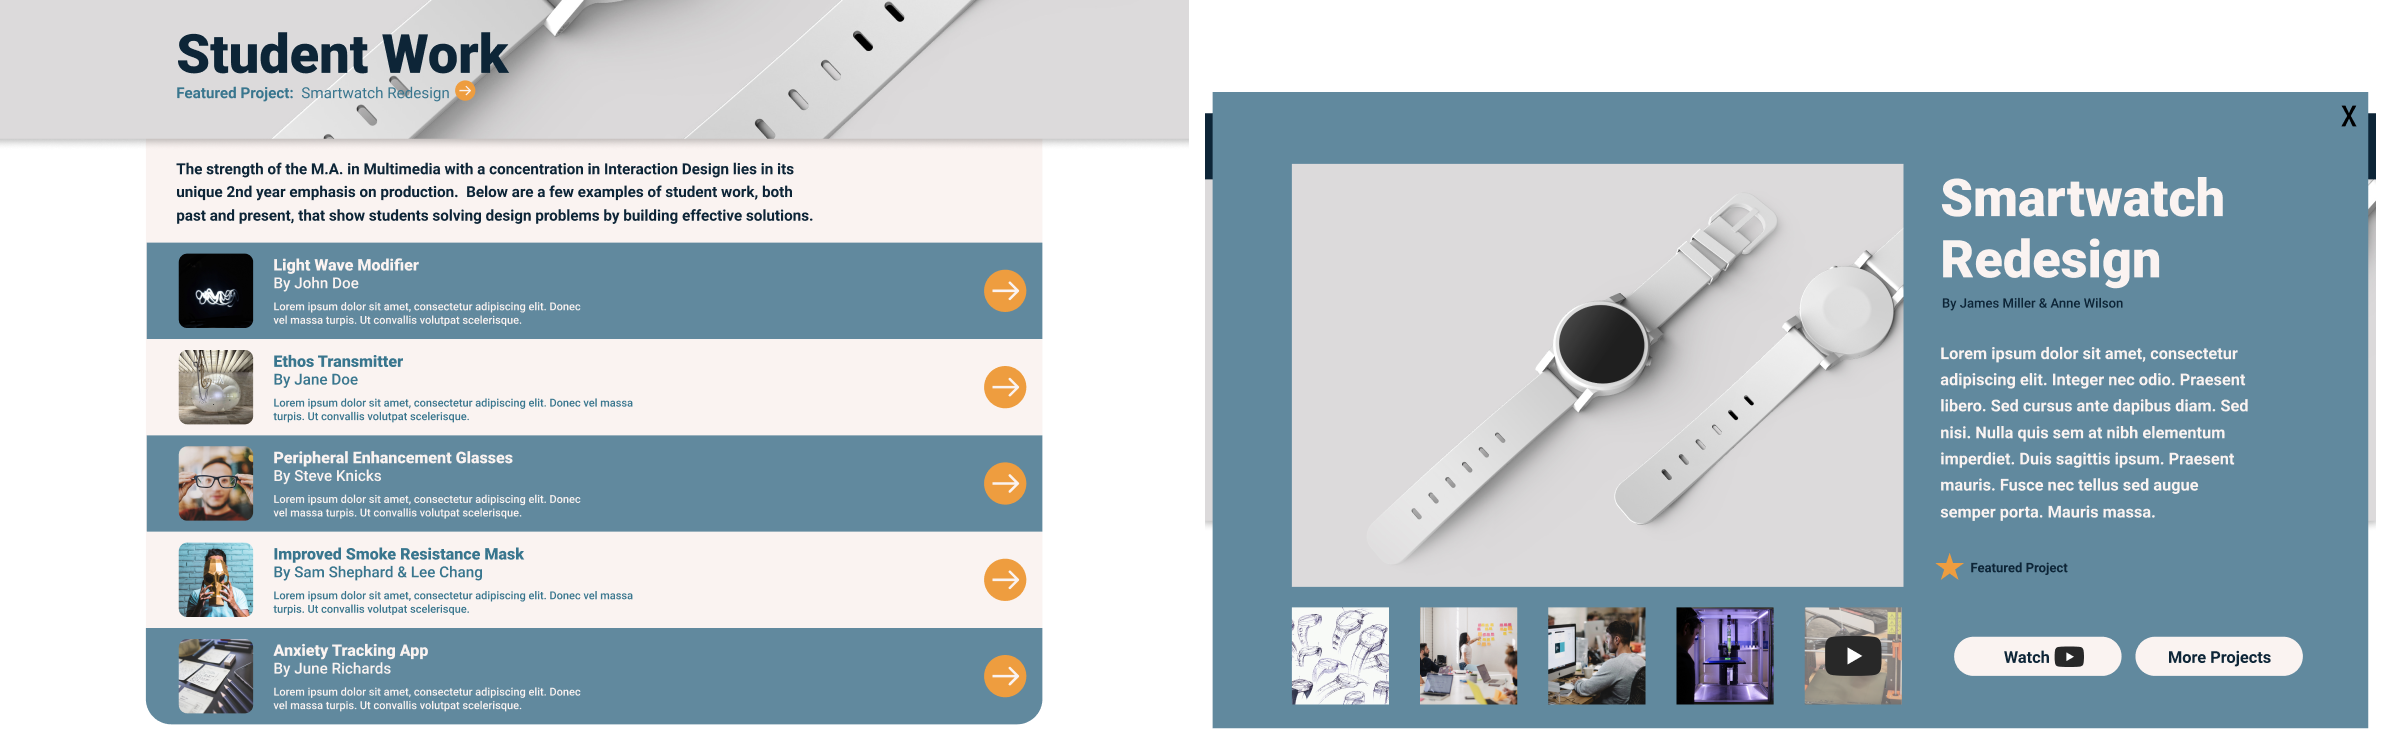 Student Work
Featured Project: Smartwatch Redesign
The strength of the M.A. in Multimedia with a concentration in Interaction Design lies in its
unique 2nd year emphasis on production. Below are a few examples of student work, both
past and present, that show students solving design problems by building effective solutions.
Light Wave Modifier
By John Doe
Lorem ipsum dolor sit amet, consectetur adipiscing elit. Donec
vel massa turpis. Ut convallis volutpat scelerisque.
Ethos Transmitter
By Jane Doe
Lorem ipsum dolor sit amet, consectetur adipiscing elit. Donec vel massa
turpis. Ut convallis volutpat scelerisque.
Peripheral Enhancement Glasses
By Steve Knicks
Lorem ipsum dolor sit amet, consectetur adipiscing elit. Donec
vel massa turpis. Ut convallis volutpat scelerisque.
Improved Smoke Resistance Mask
By Sam Shephard & Lee Chang
Lorem ipsum dolor sit amet, consectetur adipiscing elit. Donec vel massa
turpis. Ut convallis volutpat scelerisque.
Anxiety Tracking App
By June Richards
Lorem ipsum dolor sit amet, consectetur adipiscing elit. Donec
vel massa turpis. Ut convallis volutpat scelerisque.
X
Smartwatch
Redesign
By James Miller & Anne Wilson
Lorem ipsum dolor sit amet, consectetur
adipiscing elit. Integer nec odio. Praesent
libero. Sed cursus ante dapibus diam. Sed
nisi. Nulla quis sem at nibh elementum
imperdiet. Duis sagittis ipsum. Praesent
mauris. Fusce nec tellus sed augue
semper porta. Mauris massa.
Featured Project
Watch
More Projects